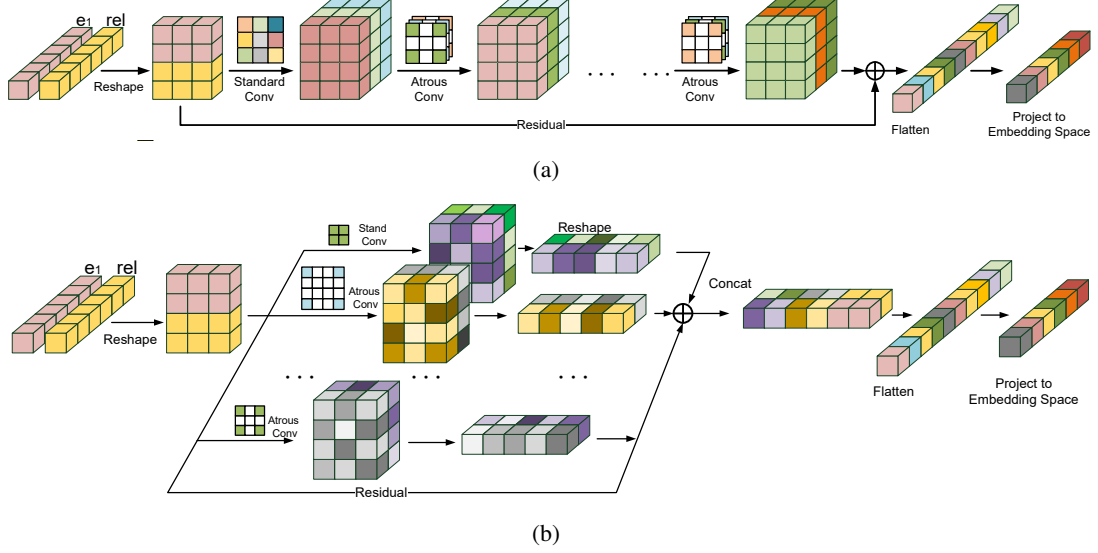 e1 rel
Reshape
Standard
Conv
Atrous
Conv
... ...
Atrous
Conv
Residual
Flatten
Project to
Embedding Space
(a)
e1 rel
Reshape
Stand
Conv
Atrous
Conv
...
Atrous
Conv
...
...
Reshape
Concat
Residual
Flatten
Project to
Embedding Space
(b)